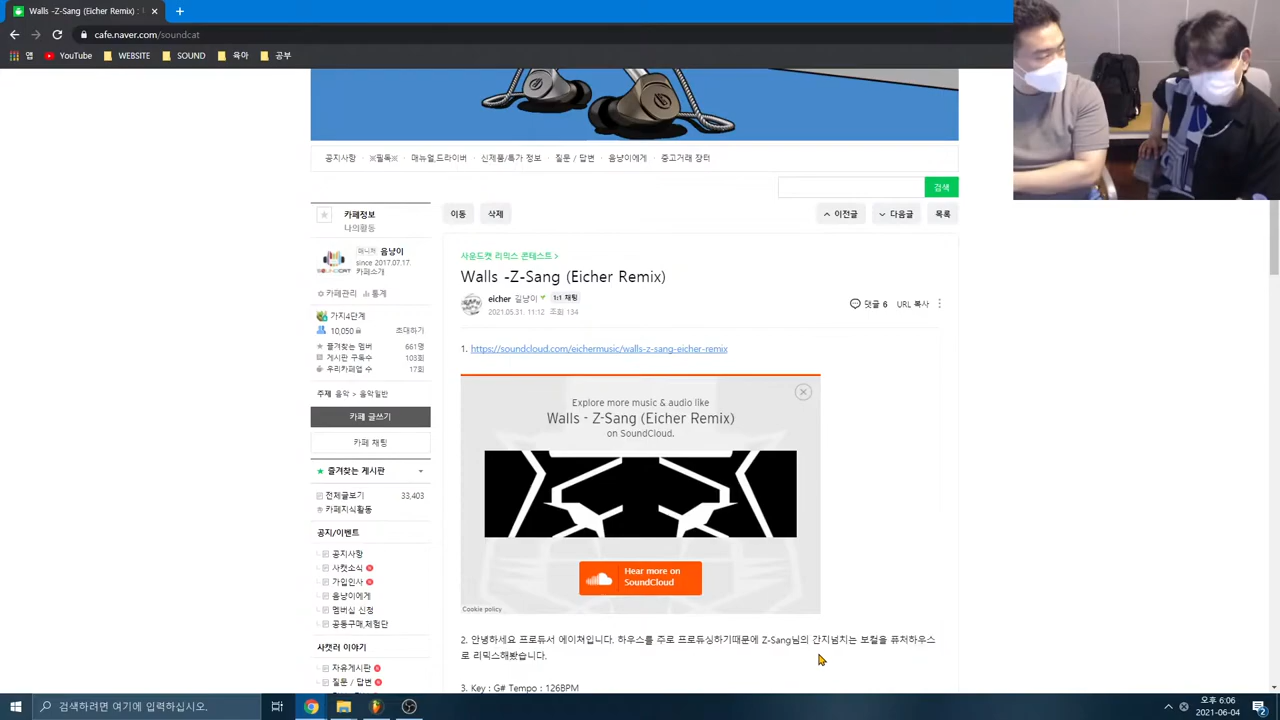 Walls -Z-Sang (Eicher Remix) : 
cafe.naver.com/soundcat
앱 YouTube WEBSITE SOUND 육아 공부
공지사항 ※필독※ 매뉴얼,드라이버 신제품/특가 정보 질문 / 답변 음냥이에게 중고거래 장터
검색
카페정보
나의활동
이동 삭제 이전글 다음글 목록
매니저 음냥이
since 2017.07.17.
카페소개
SOUNDCAT
카페관리 통계
가지4단계
10,050 초대하기
즐겨찾는 멤버 661명
게시판 구독수 103회
우리카페앱 수 17회
주제 음악 > 음악일반
카페 글쓰기
카페 채팅
즐겨찾는 게시판
전체글보기 33,403
카페지식활동
공지/이벤트
공지사항
사캣소식
가입인사
음냥이에게
멤버십 신청
공동구매,체험단
사캣러 이야기
자유게시판
질문 / 답변
사운드캣 리믹스 콘테스트 >
Walls -Z-Sang (Eicher Remix)
eicher 길냥이 1:1 채팅
2021.05.31. 11:12 조회 134
댓글 6 URL 복사
1. https://soundcloud.com/eichermusic/walls-z-sang-eicher-remix
Explore more music & audio like
Walls - Z-Sang (Eicher Remix)
on SoundCloud.
Hear more on
SoundCloud
Cookie policy
2. 안녕하세요 프로듀서 에이쳐입니다. 하우스를 주로 프로듀싱하기때문에 Z-Sang님의 간지넘치는 보컬을 퓨처하우스
로 리믹스해봤습니다.
3. Key : G# Tempo : 126BPM
검색하려면 여기에 입력하십시오.
오후 6:06
2021-06-04
2